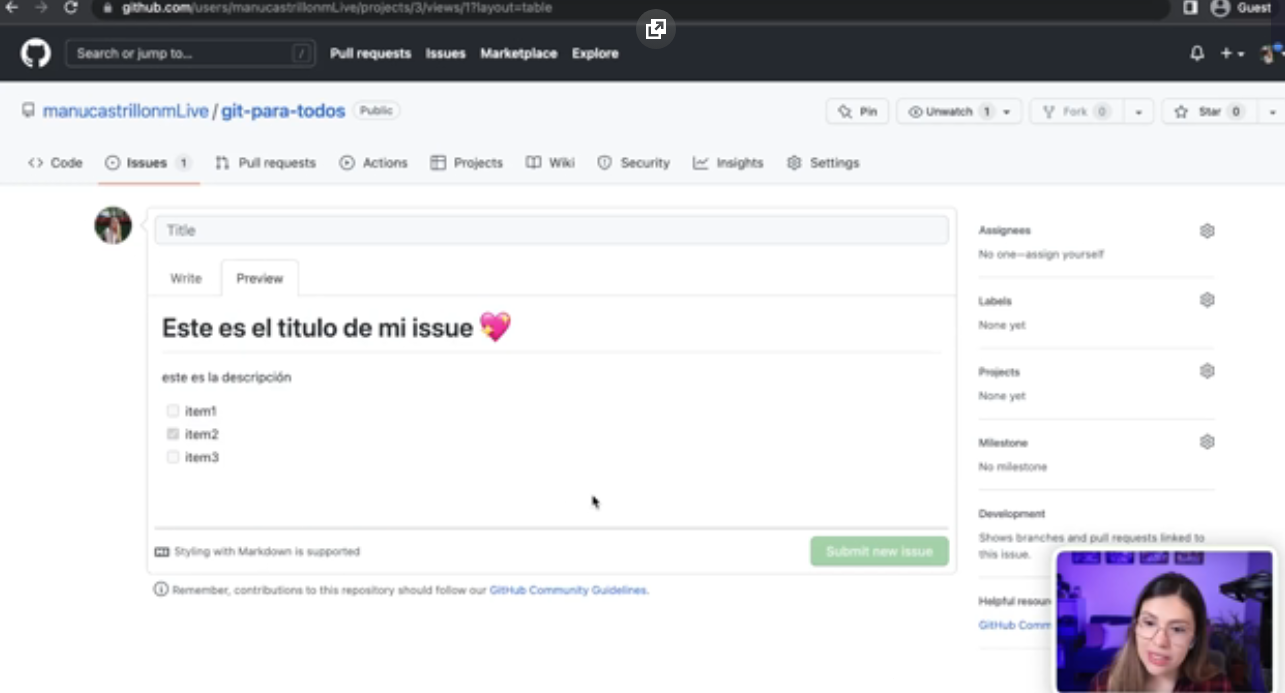 github.com/users/manucastrillonmLive/projects/3/views/1?layout=table
Guest
Search or jump to... /
Pull requests Issues Marketplace Explore
manucastrillonmLive / git-para-todos Public
Pin Unwatch 1 Fork 0 Star 0
Code Issues 1 Pull requests Actions Projects Wiki Security Insights Settings
Title
Write Preview
Este es el titulo de mi issue 💖
este es la descripción
item1
item2
item3
Styling with Markdown is supported
Submit new issue
Remember, contributions to this repository should follow our GitHub Community Guidelines.
Assignees
No one—assign yourself
Labels
None yet
Projects
None yet
Milestone
No milestone
Development
Shows branches and pull requests linked to
this issue.
Helpful resour
GitHub Comm